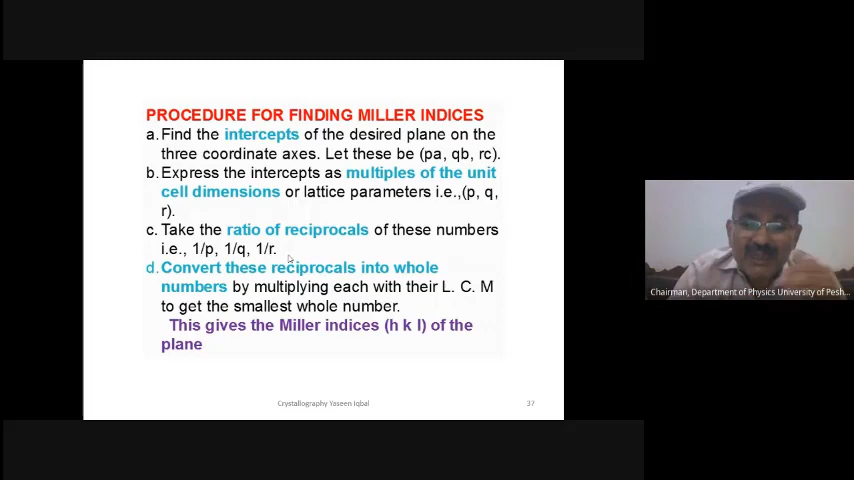 PROCEDURE FOR FINDING MILLER INDICES
a. Find the intercepts of the desired plane on the
three coordinate axes. Let these be (pa, qb, rc).
b. Express the intercepts as multiples of the unit
cell dimensions or lattice parameters i.e.,(p, q,
r).
c. Take the ratio of reciprocals of these numbers
i.e., 1/p, 1/q, 1/r.
d. Convert these reciprocals into whole
numbers by multiplying each with their L. C. M
to get the smallest whole number.
This gives the Miller indices (h k l) of the
plane
Crystallography Yaseen Iqbal
37
Chairman, Department of Physics University of Pesh...